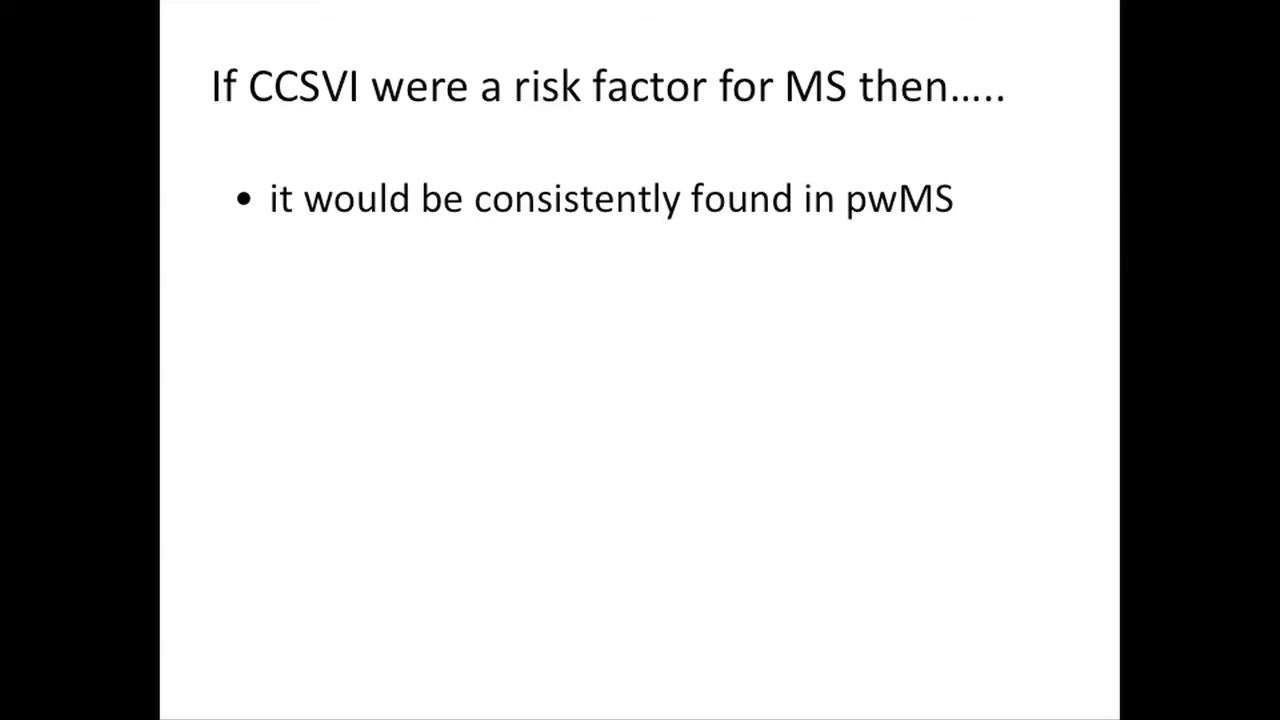 If CCSVI were a risk factor for MS then.....
• it would be consistently found in pwMS